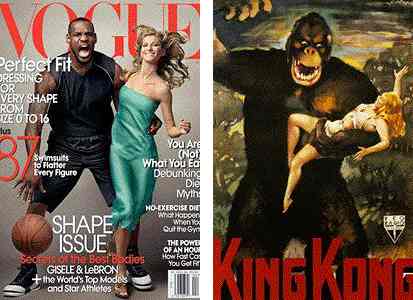 VOGUE
Perfect Fit
DRESSING
FOR
EVERY SHAPE
FROM
SIZE 0 TO 16
Plus
87 Swimsuits
to Flatter
Every Figure
SHAPE
ISSUE
Secrets of the Best Bodies
GISELE & LeBRON
+ the World's Top Models
and Star Athletes
You Are
(Not)
What You Eat
Debunking
Diet
Myths
NO-EXERCISE DIET
What Happens
When You
Quit the Gym
THE POWER
OF AN HOUR
How Fast Can
You Get Fit?
KING KONG